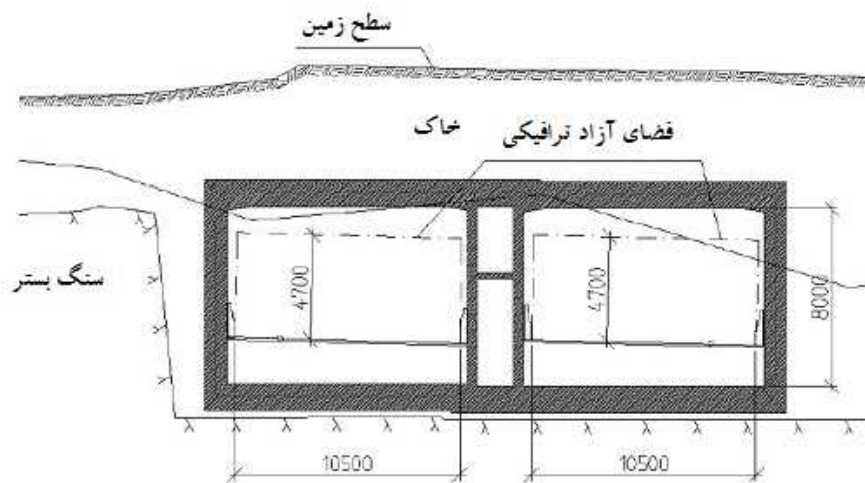 سطح زمین
خاک
فضای آزاد ترافیکی
سنگ بستر
4700
4700
8000
10500
10500